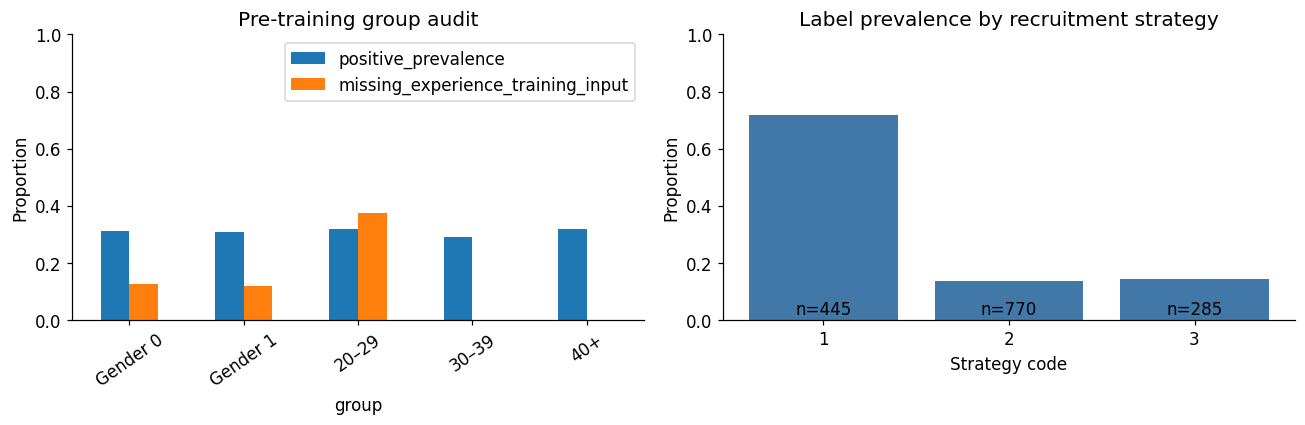 Pre-training group audit
positive_prevalence
missing_experience_training_input
Proportion
1.0
0.8
0.6
0.4
0.2
0.0
Gender 0
Gender 1
20–29
30–39
40+
group
Label prevalence by recruitment strategy
Proportion
1.0
0.8
0.6
0.4
0.2
0.0
n=445
n=770
n=285
1
2
3
Strategy code